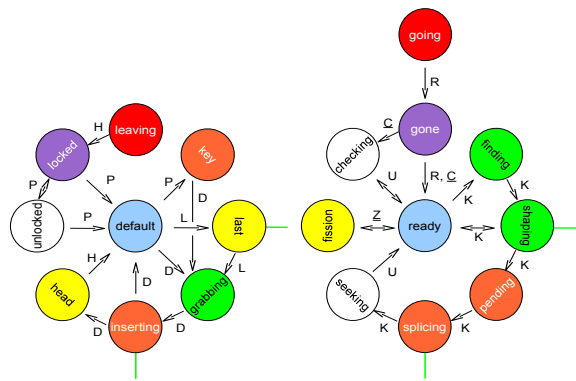 going
R
C
gone
checking
finding
U
R, C
K
K
fission
Z
ready
K
shaping
seeking
U
K
pending
K
splicing
K
leaving
H
locked
key
P
P
P
D
unlocked
P
default
L
last
H
D
L
head
D
grabbing
D
inserting
D